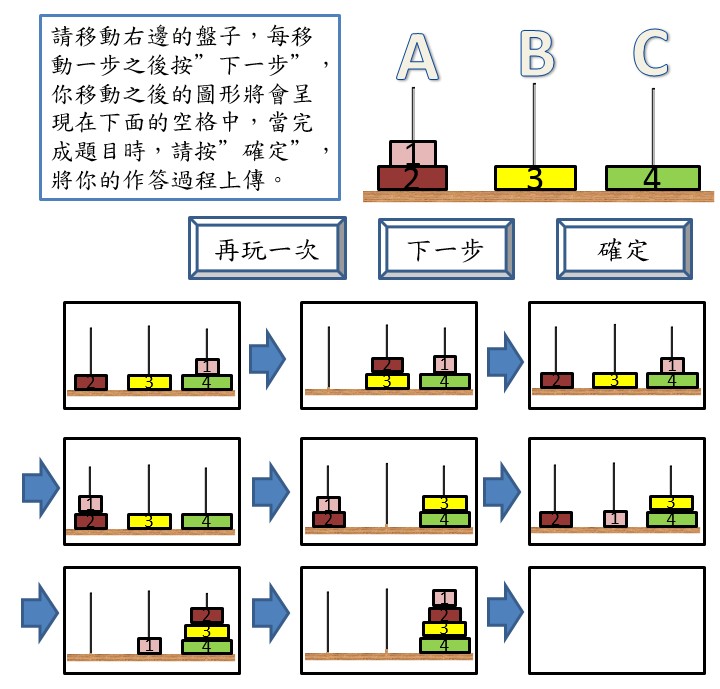 請移動右邊的盤子，每移
動一步之後按”下一步”，
你移動之後的圖形將會呈
現在下面的空格中，當完
成題目時，請按”確定”，
將你的作答過程上傳。
A B C
1
2 3 4
再玩一次 下一步 確定
1
2 3 4
2 1
3 4
1
2 3 4
1
2 3 4
1 3
2 4
3
2 1 4
2
3
1 4
1
2
3
4